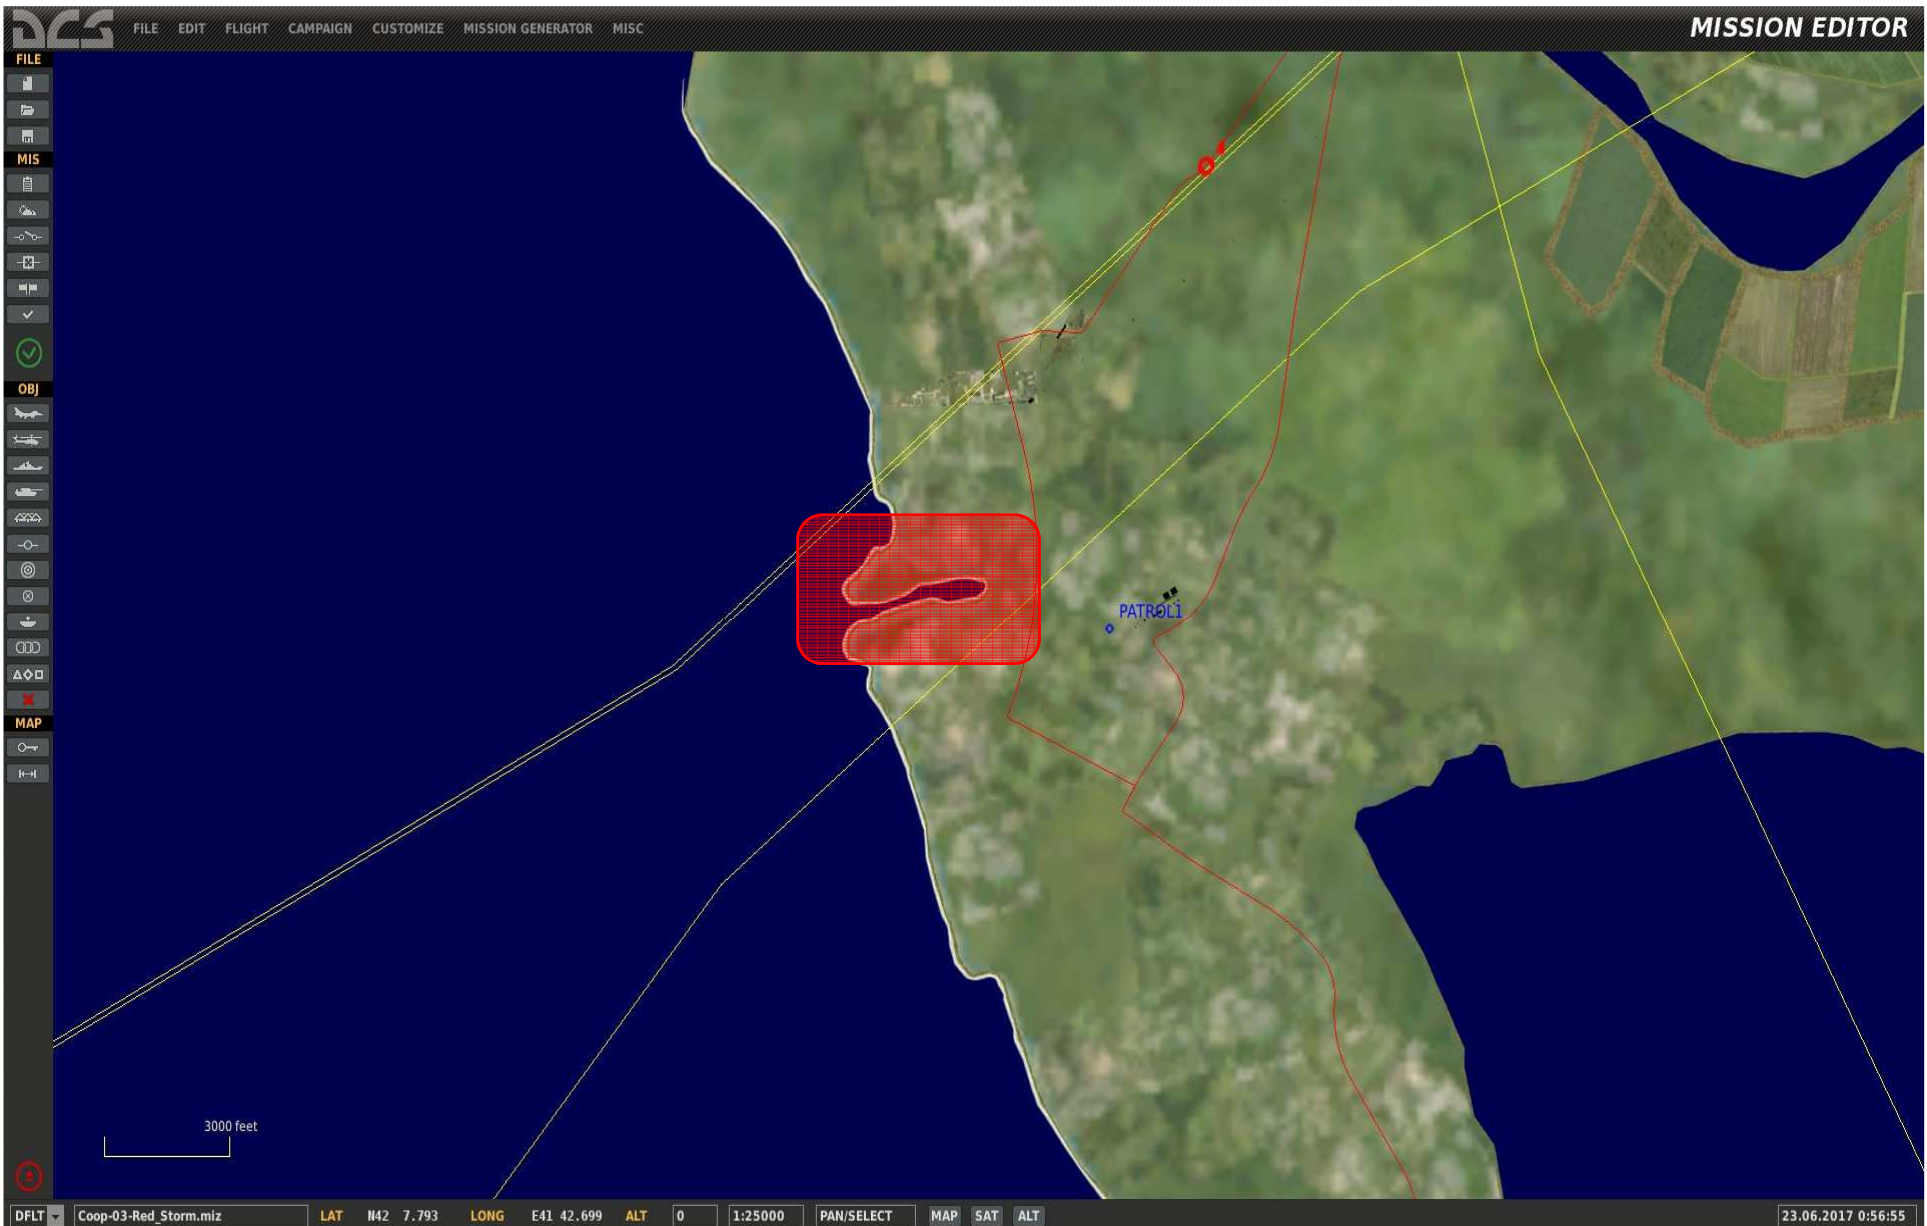 DCS
FILE EDIT FLIGHT CAMPAIGN CUSTOMIZE MISSION GENERATOR MISC
MISSION EDITOR
FILE
MIS
OBJ
MAP
4
PATROL1
3000 feet
DFLT Coop-03-Red_Storm.miz LAT N42 7.793 LONG E41 42.699 ALT 0 1:25000 PAN/SELECT MAP SAT ALT 23.06.2017 0:56:55